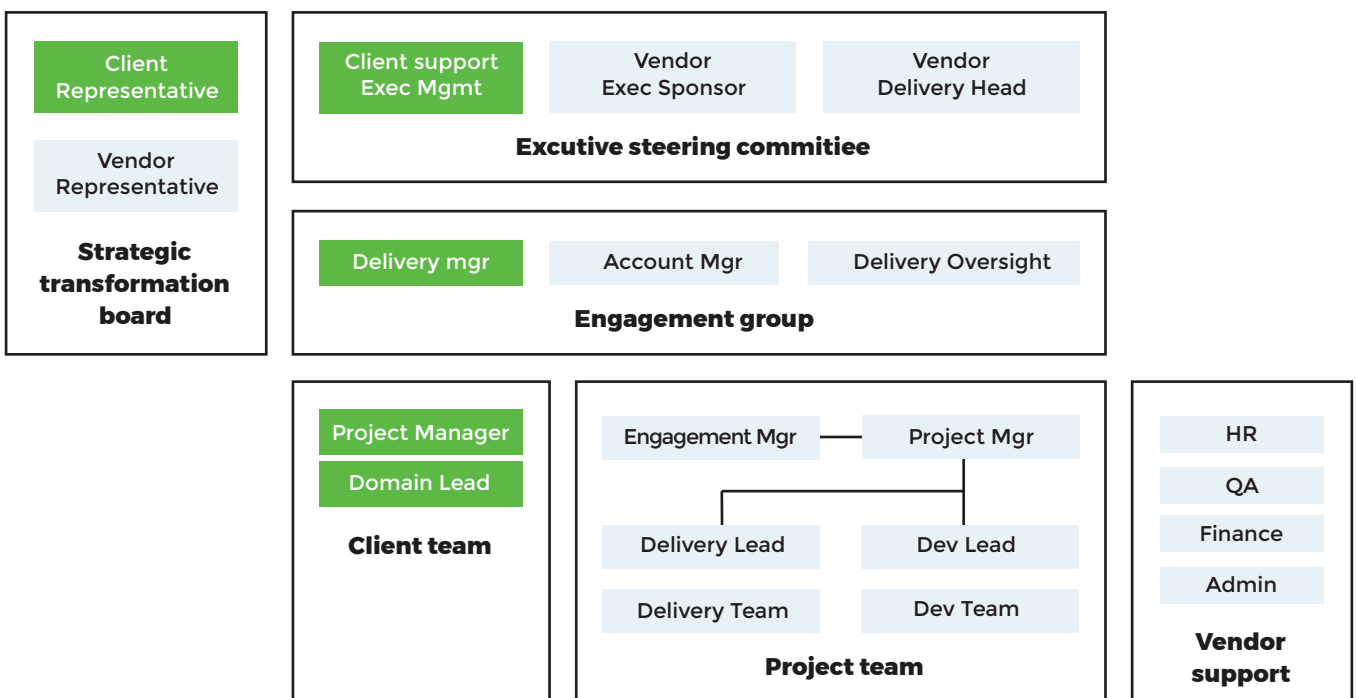 Client
Representative
Vendor
Representative
Strategic
transformation
board
Client support
Exec Mgmt
Vendor
Exec Sponsor
Vendor
Delivery Head
Excutive steering commitiee
Delivery mgr
Account Mgr
Delivery Oversight
Engagement group
Project Manager
Domain Lead
Client team
Engagement Mgr
Project Mgr
Delivery Lead
Dev Lead
Delivery Team
Dev Team
Project team
HR
QA
Finance
Admin
Vendor
support